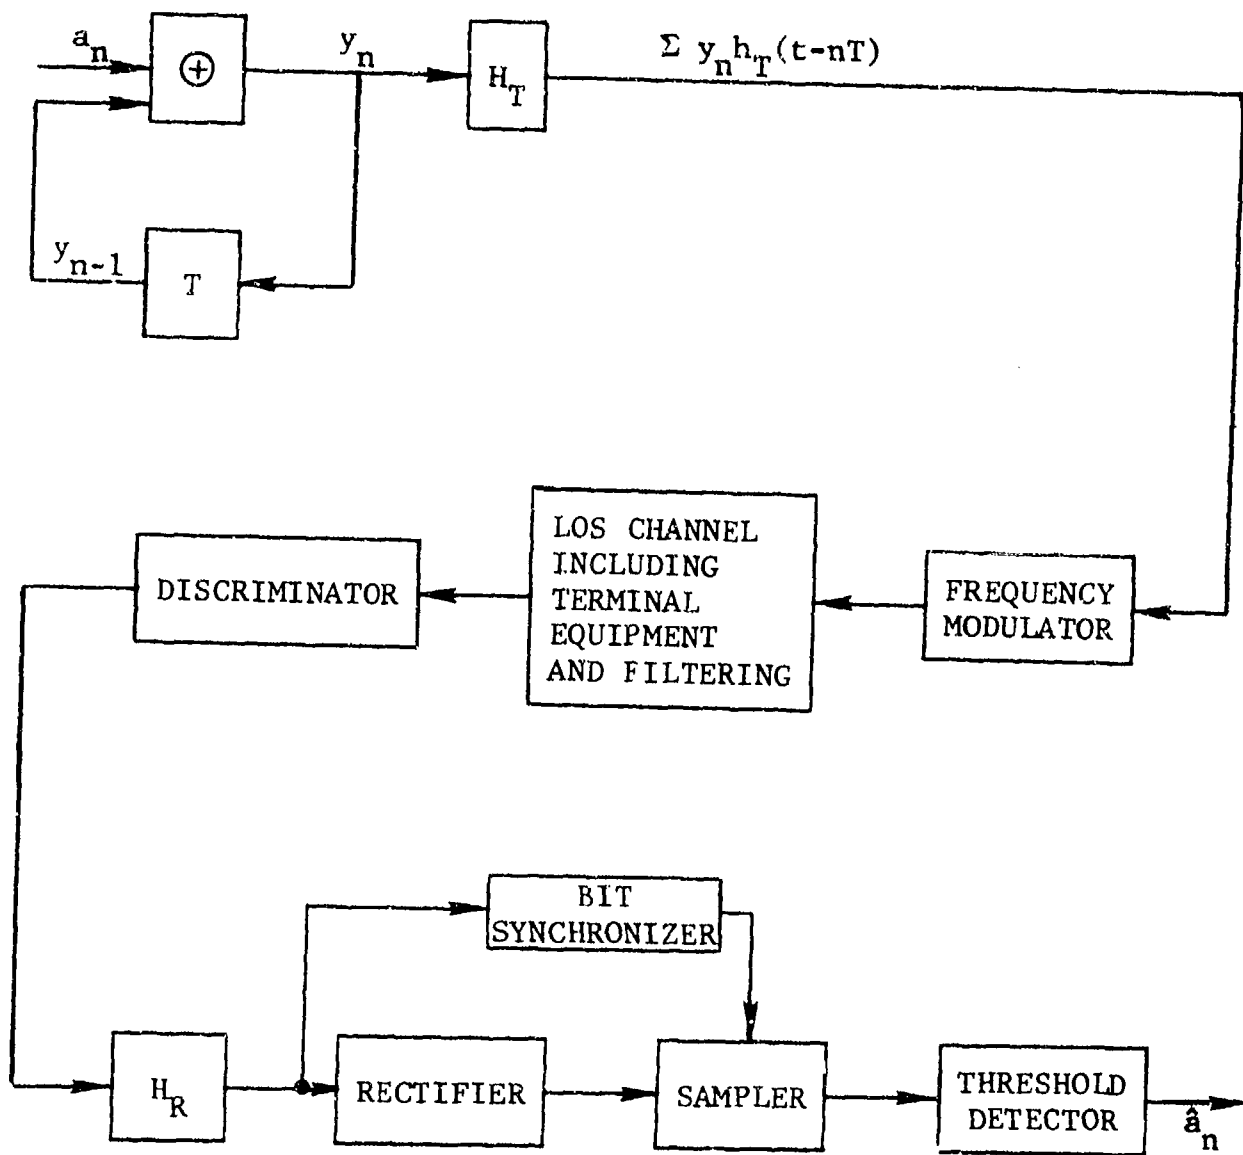 a_n
⊕
y_n
H_T
Σ y_n h_T(t-nT)
y_{n-1}
T
LOS CHANNEL
INCLUDING
TERMINAL
EQUIPMENT
AND FILTERING
DISCRIMINATOR
FREQUENCY
MODULATOR
BIT
SYNCHRONIZER
H_R
RECTIFIER
SAMPLER
THRESHOLD
DETECTOR
â_n